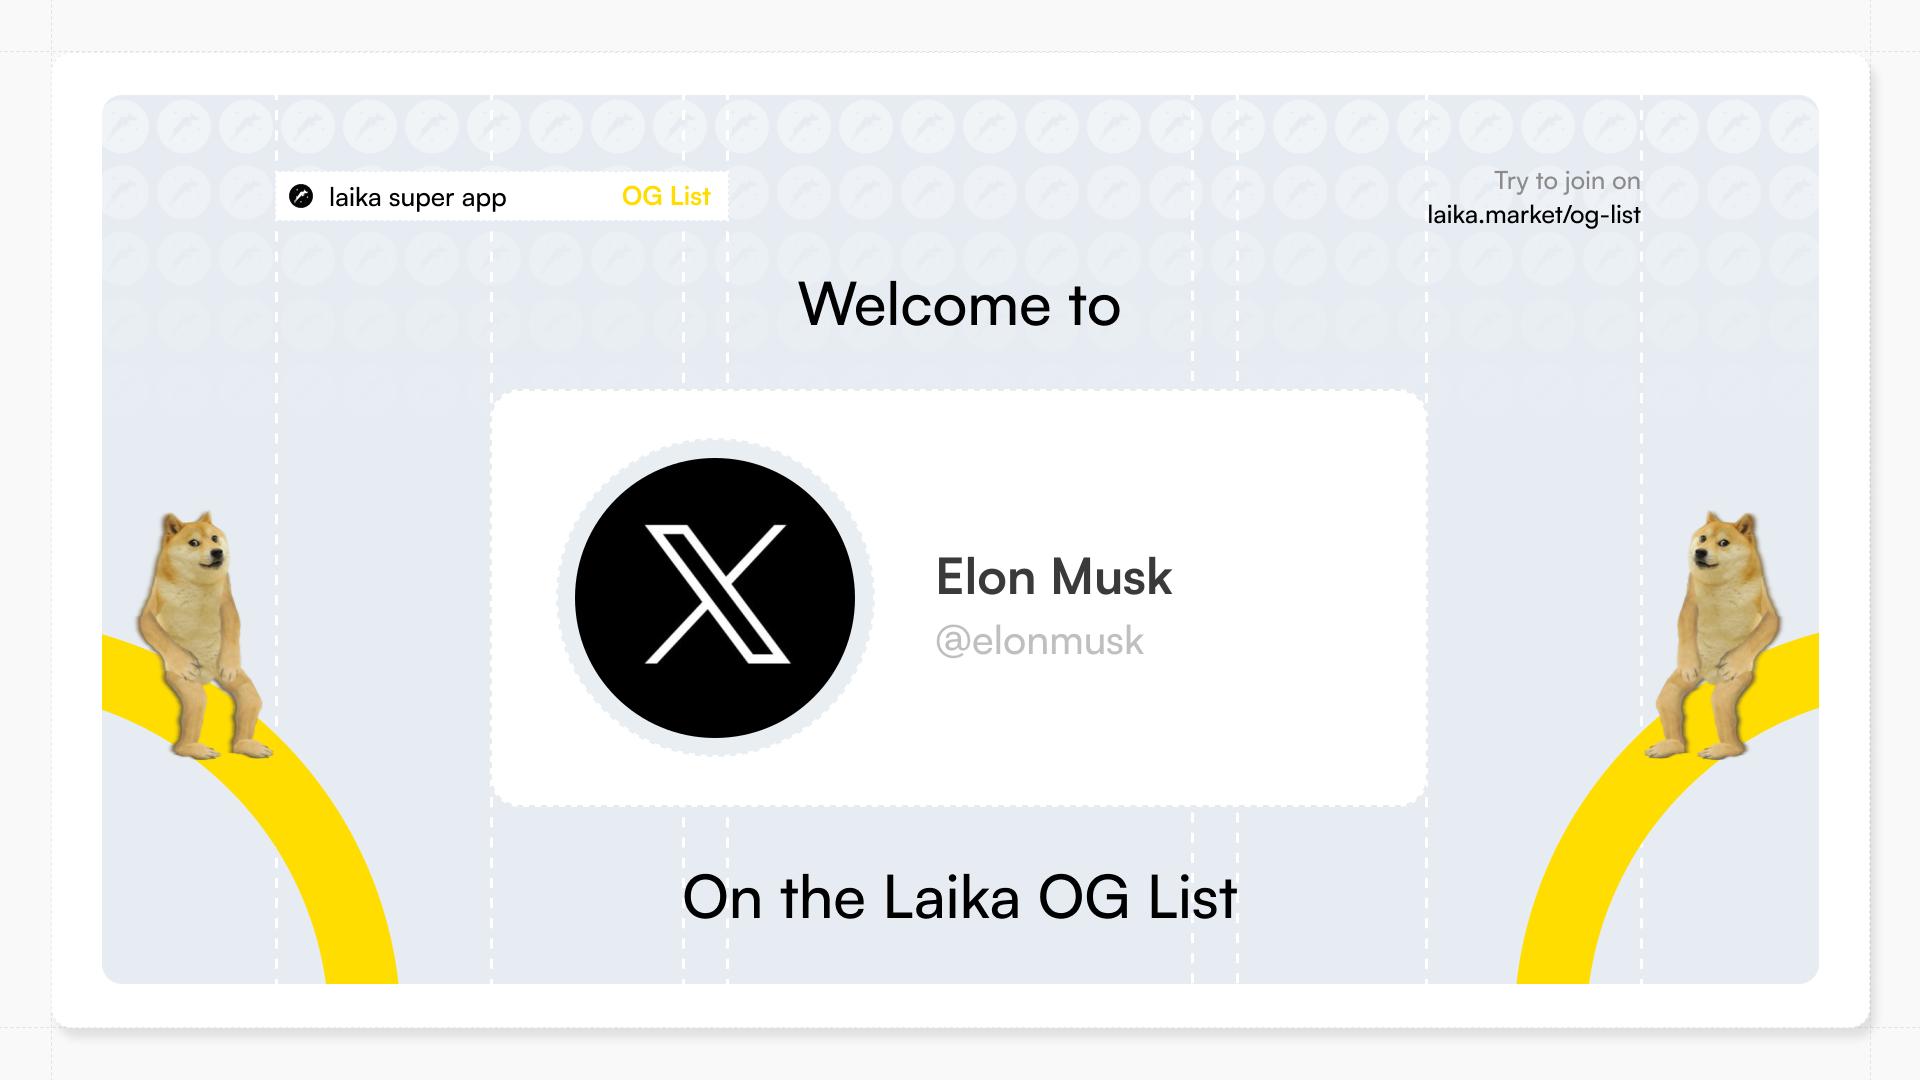 laika super app
OG List
Try to join on
laika.market/og-list
Welcome to
Elon Musk
@elonmusk
On the Laika OG List